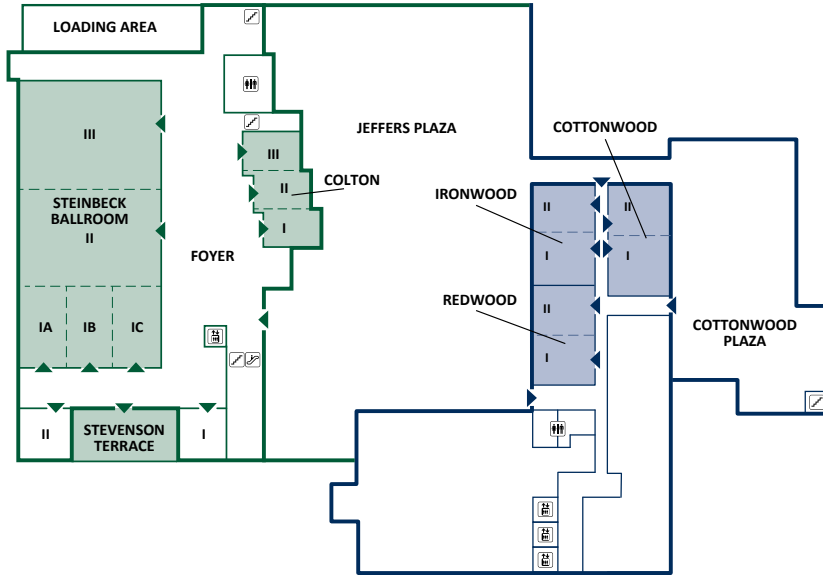 LOADING AREA
III
STEINBECK
BALLROOM
II
IA
IB
IC
II
STEVENSON
TERRACE
I
FOYER
III
II
I
COLTON
JEFFERS PLAZA
COTTONWOOD
IRONWOOD
II
I
II
I
REDWOOD
II
I
COTTONWOOD
PLAZA